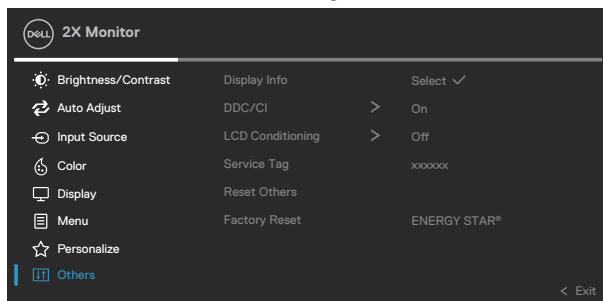 DELL 2X Monitor
Brightness/Contrast Display Info Select ✓
Auto Adjust DDC/CI > On
Input Source LCD Conditioning > Off
Color Service Tag xxxxxx
Display Reset Others
Menu Factory Reset ENERGY STAR®
Personalize
Others
< Exit